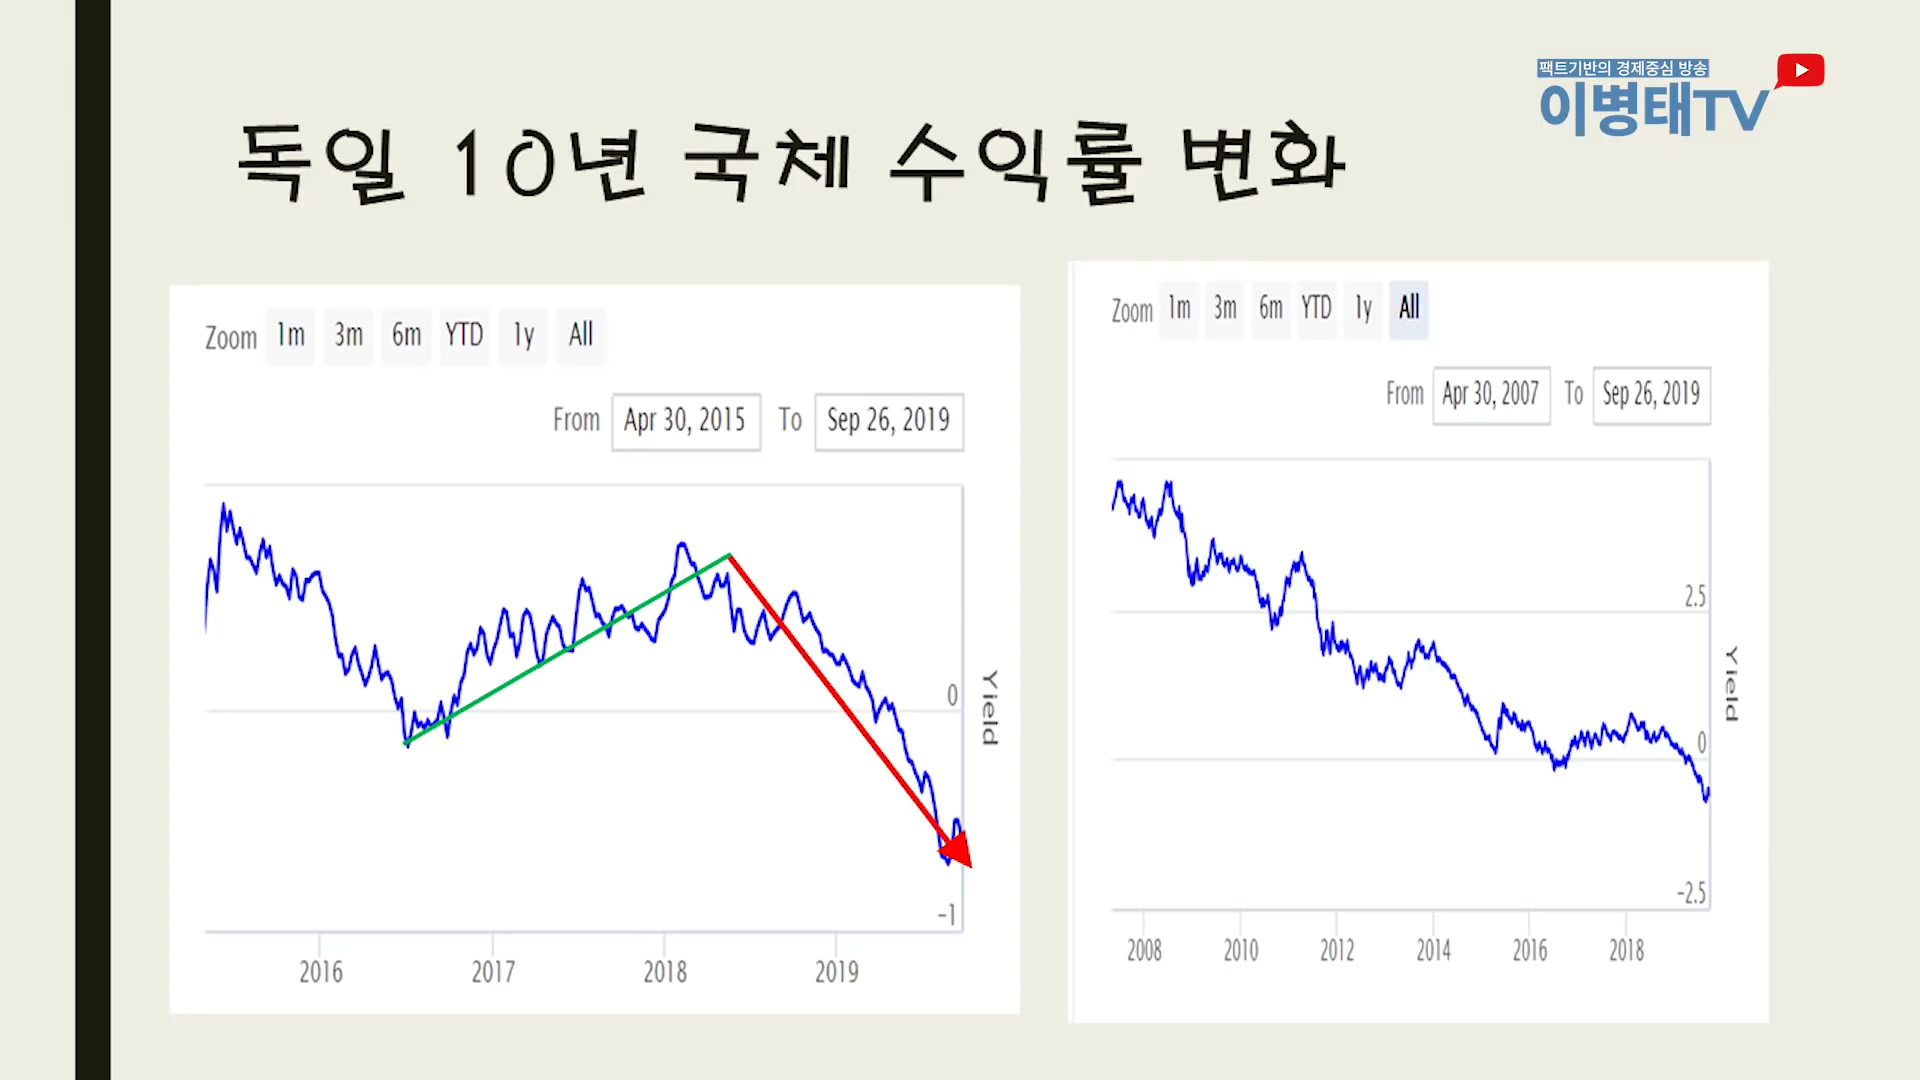 팩트기반의 경제중심 방송
이병태TV
독일 10년 국체 수익률 변화
Zoom 1m 3m 6m YTD 1y All
From Apr 30, 2015 To Sep 26, 2019
0
Yield
-1
2016 2017 2018 2019
Zoom 1m 3m 6m YTD 1y All
From Apr 30, 2007 To Sep 26, 2019
2.5
Yield
0
-2.5
2008 2010 2012 2014 2016 2018